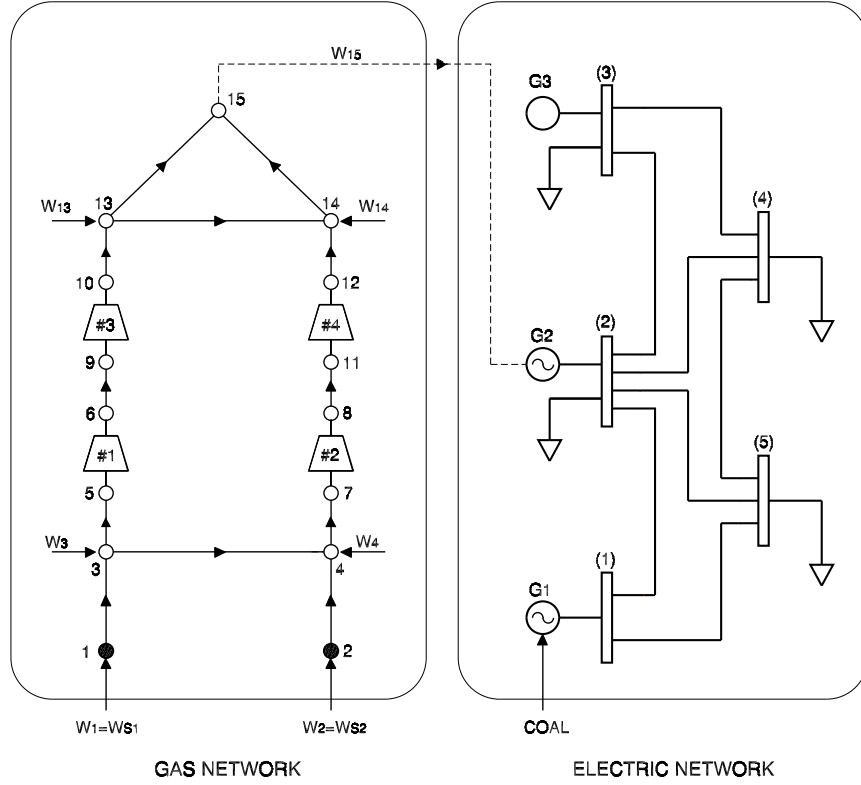 W15
15
W13
13
14
W14
10
12
#3
#4
9
11
6
8
#1
#2
5
7
W3
W4
3
4
1
2
W1=WS1
W2=WS2
GAS NETWORK
(3)
G3
(4)
(2)
G2
(5)
(1)
G1
COAL
ELECTRIC NETWORK